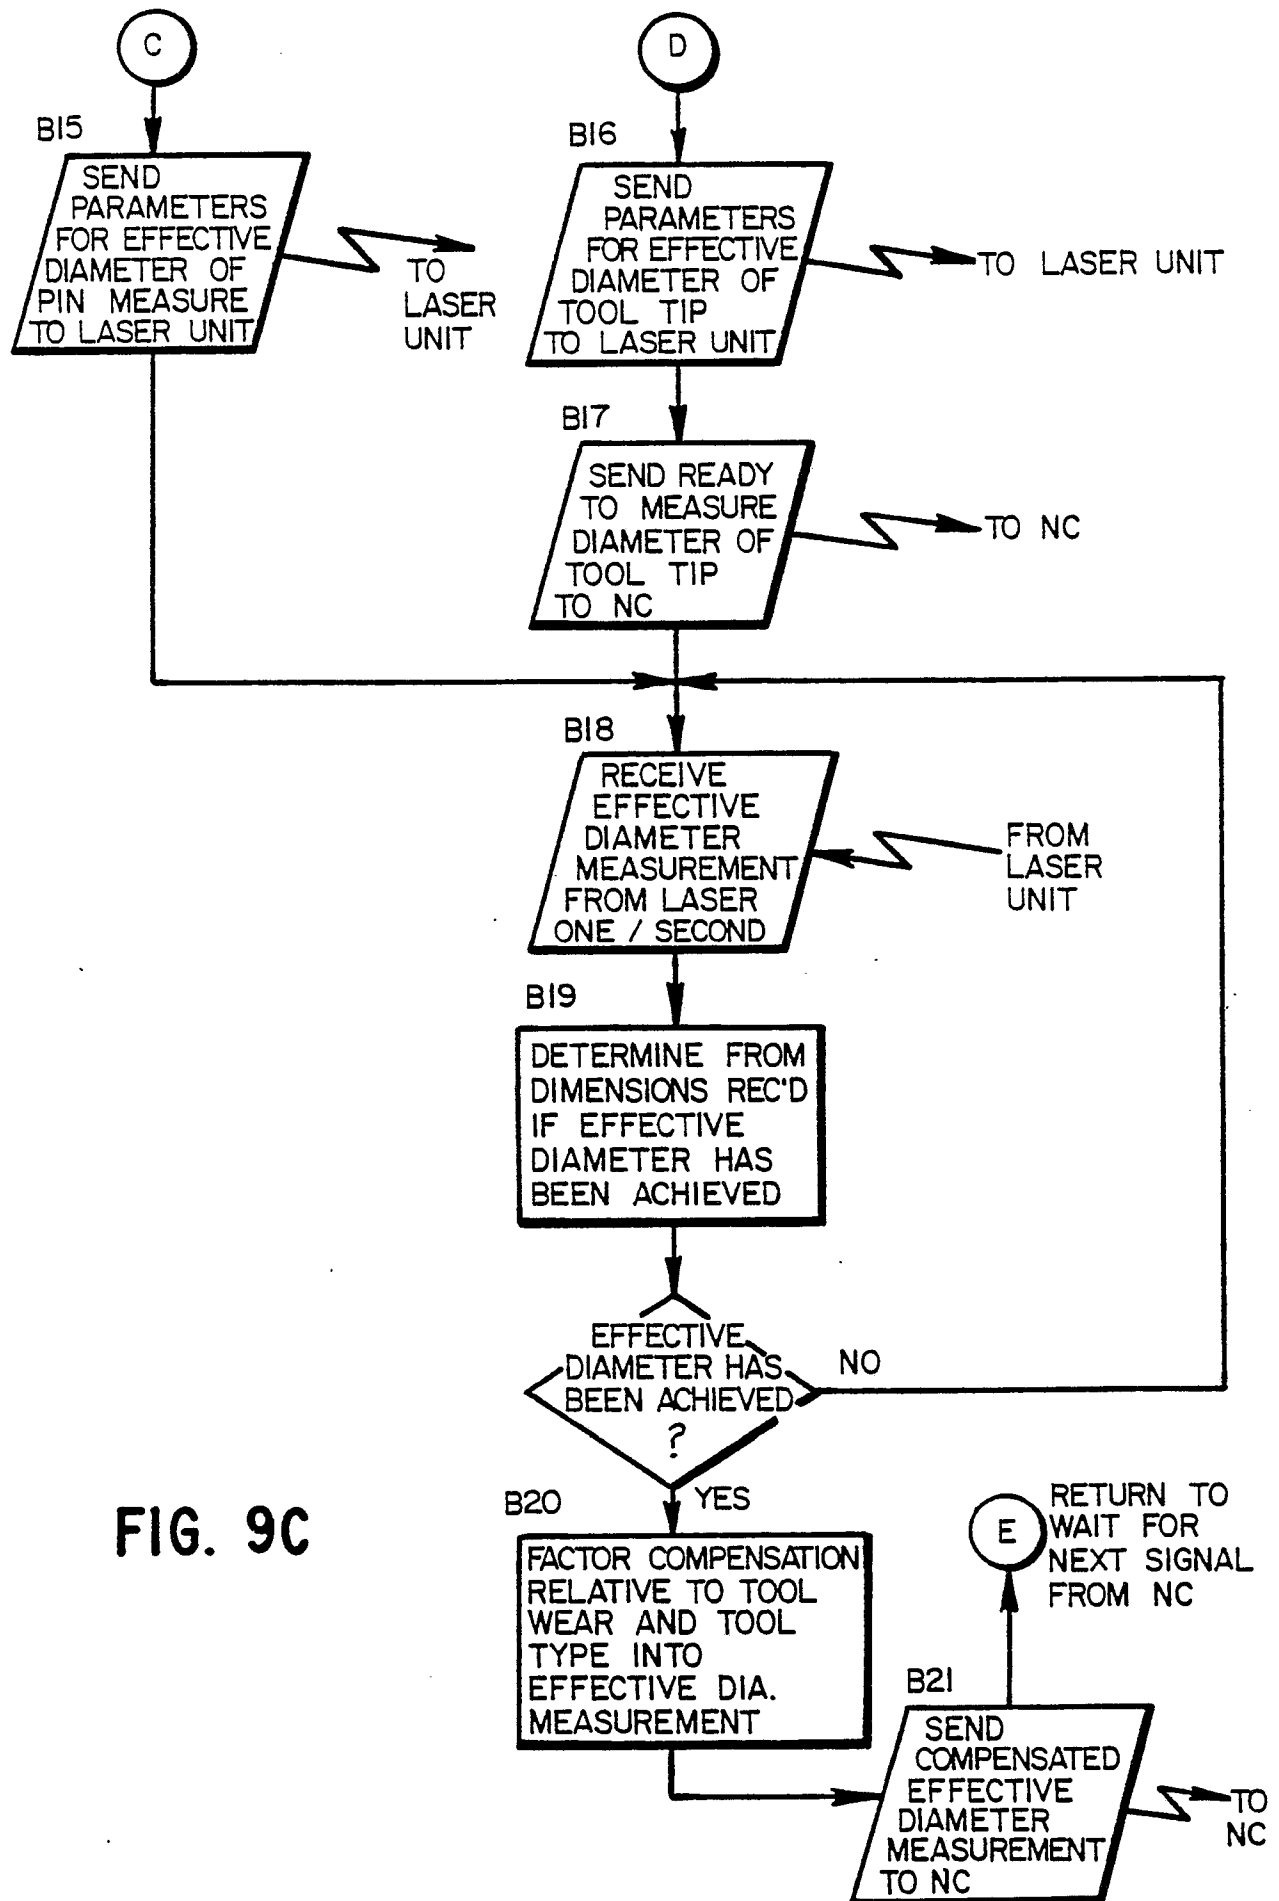 C
D
B15
SEND
PARAMETERS
FOR EFFECTIVE
DIAMETER OF
PIN MEASURE
TO LASER UNIT
TO
LASER
UNIT
B16
SEND
PARAMETERS
FOR EFFECTIVE
DIAMETER OF
TOOL TIP
TO LASER UNIT
TO LASER UNIT
B17
SEND READY
TO MEASURE
DIAMETER OF
TOOL TIP
TO NC
TO NC
B18
RECEIVE
EFFECTIVE
DIAMETER
MEASUREMENT
FROM LASER
ONE / SECOND
FROM
LASER
UNIT
B19
DETERMINE FROM
DIMENSIONS REC'D
IF EFFECTIVE
DIAMETER HAS
BEEN ACHIEVED
EFFECTIVE
DIAMETER HAS
BEEN ACHIEVED
?
NO
YES
B20
FACTOR COMPENSATION
RELATIVE TO TOOL
WEAR AND TOOL
TYPE INTO
EFFECTIVE DIA.
MEASUREMENT
E
RETURN TO
WAIT FOR
NEXT SIGNAL
FROM NC
B21
SEND
COMPENSATED
EFFECTIVE
DIAMETER
MEASUREMENT
TO NC
TO
NC
FIG. 9C